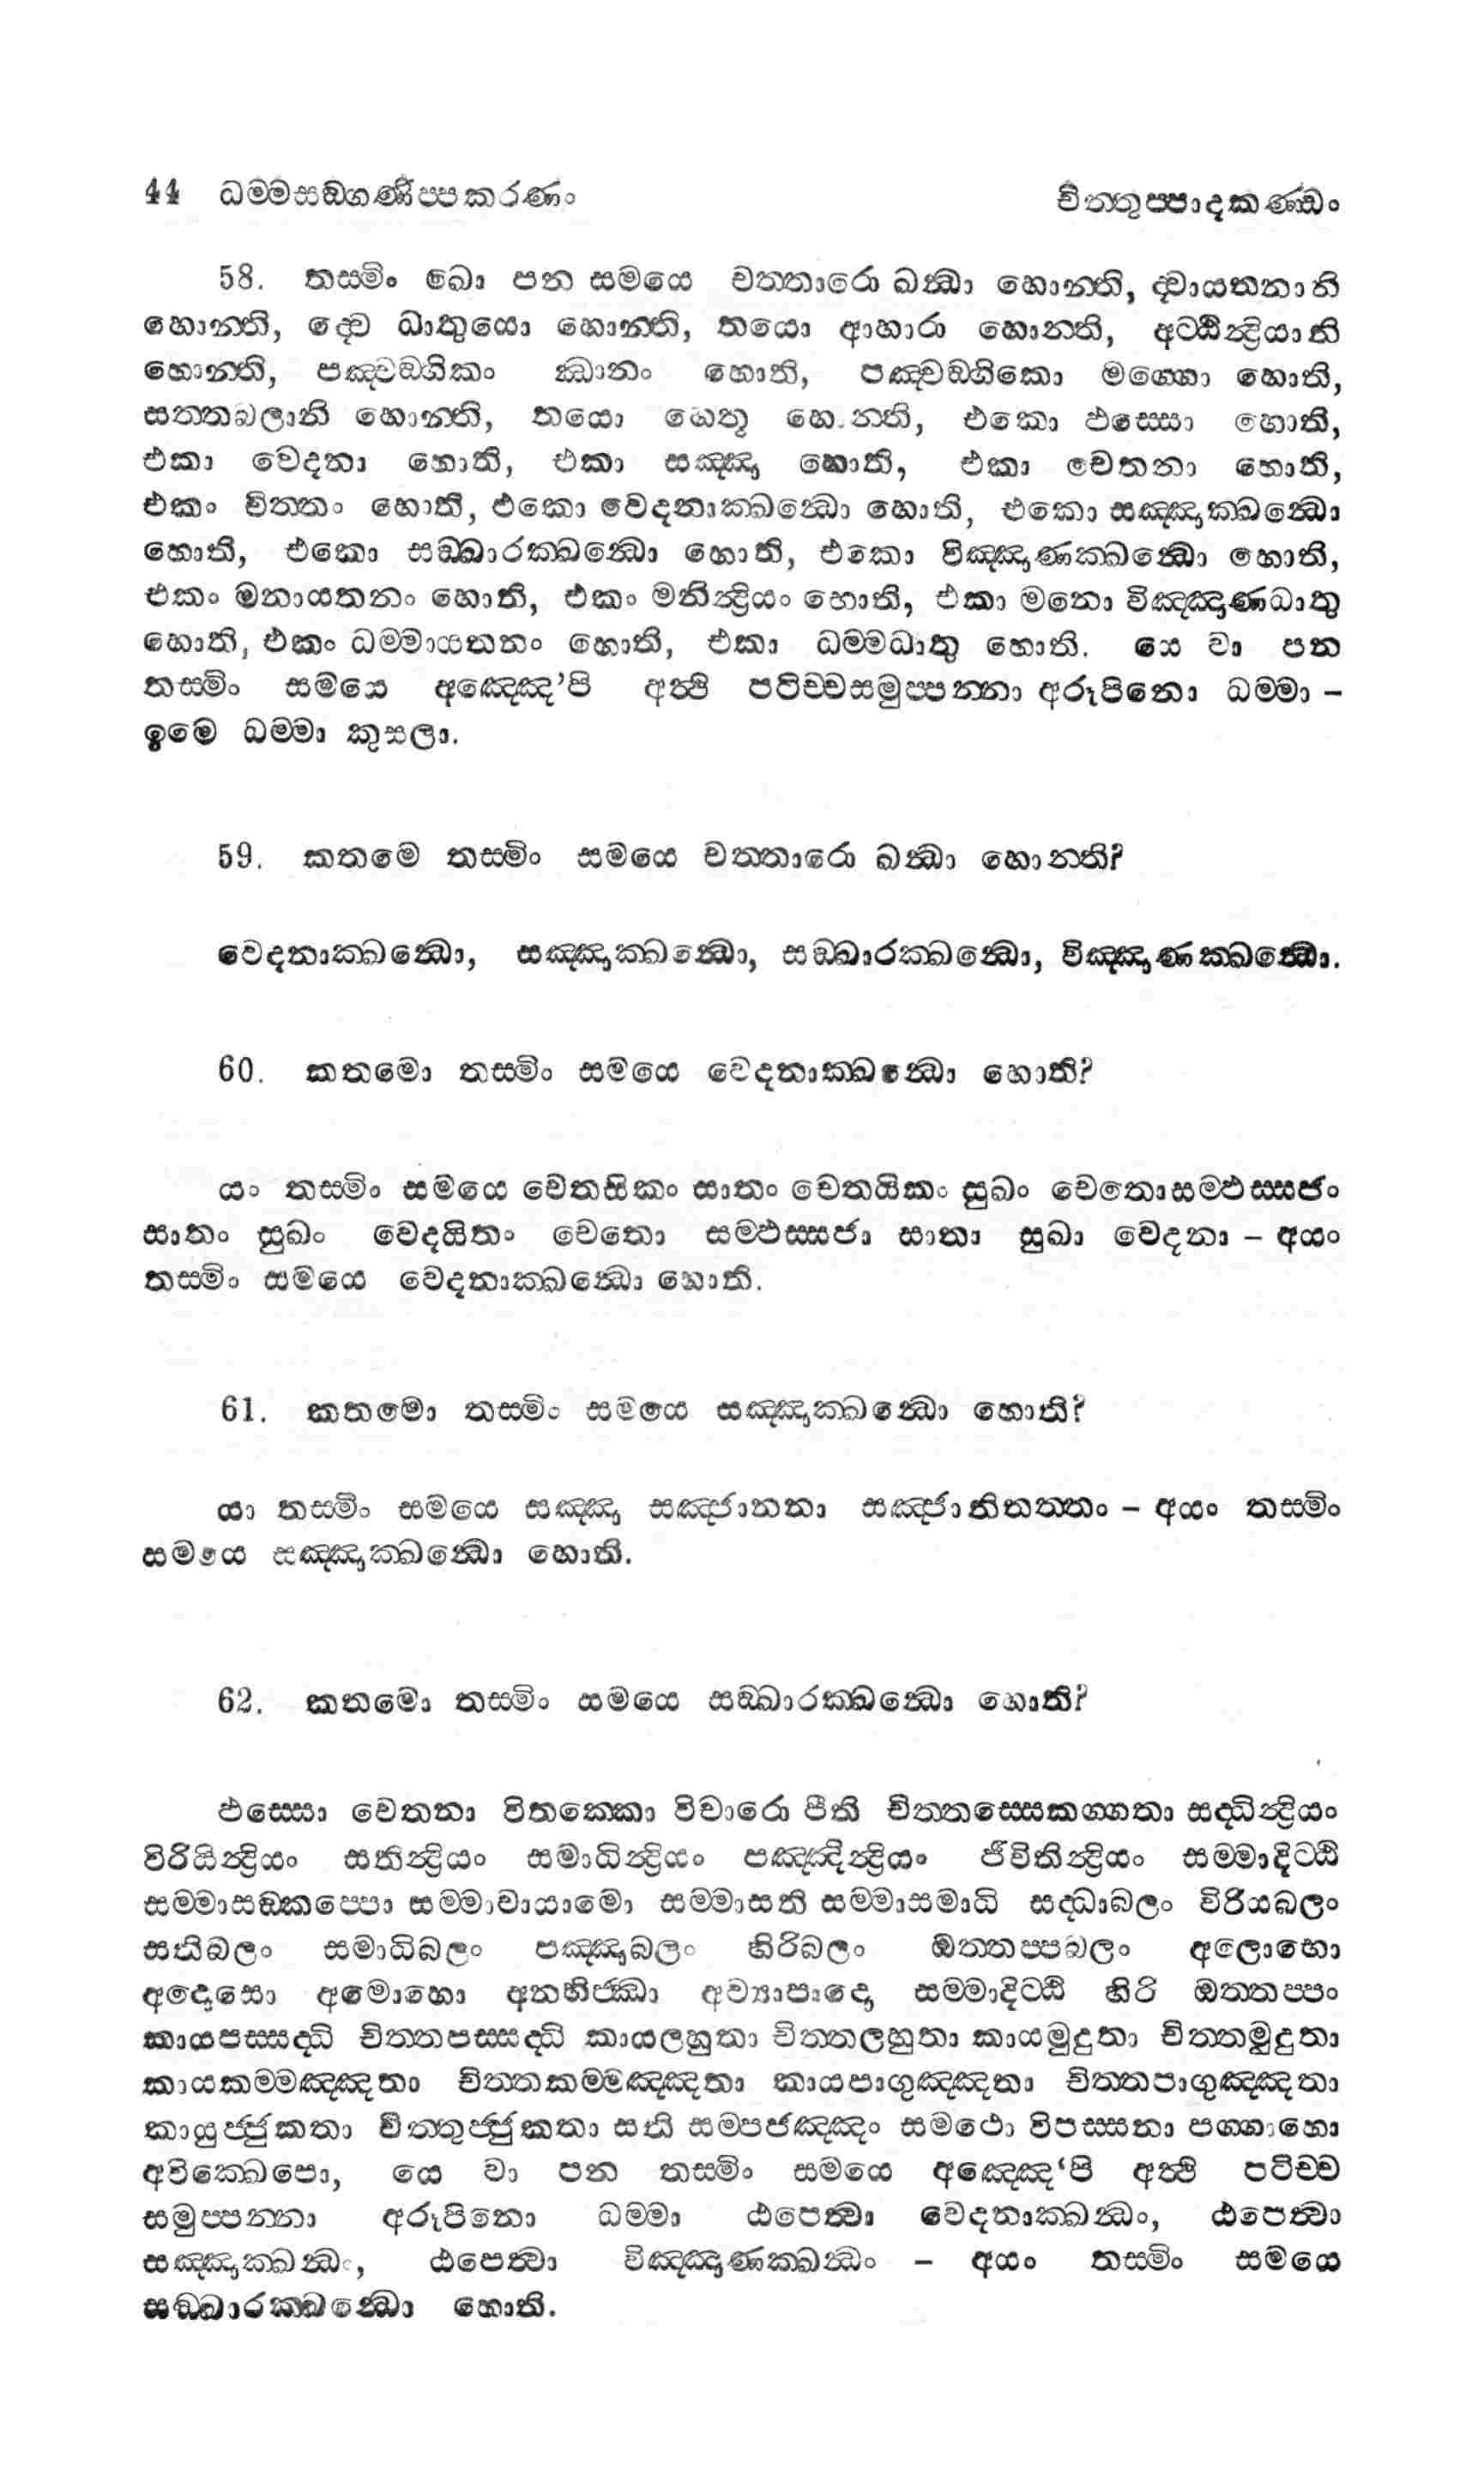 44 ධම්මසඞ්ගණිප්පකරණං චිත්තුප්පාදකණ්ඩං
58. තස්මිං ඛො පන සමයෙ චත්තාරො ඛන්ධා හොන්ති, ද්වායතනානි
හොන්ති, ද්වෙ ධාතුයො හොන්ති, තයො ආහාරා හොන්ති, අට්ඨින්ද්‍රියානි
හොන්ති, පඤ්චඞ්ගිකං ඣානං හොති, පඤ්චඞ්ගිකො මග්ගො හොති,
සත්තබලානි හොන්ති, තයො හෙතූ හොන්ති, එකො ඵස්සො හොති,
එකා වෙදනා හොති, එකා සඤ්ඤා හොති, එකා චෙතනා හොති,
එකං චිත්තං හොති, එකො වෙදනාක්ඛන්ධො හොති, එකො සඤ්ඤාක්ඛන්ධො
හොති, එකො සඞ්ඛාරක්ඛන්ධො හොති, එකො විඤ්ඤාණක්ඛන්ධො හොති,
එකං මනායතනං හොති, එකං මනින්ද්‍රියං හොති, එකා මනො විඤ්ඤාණධාතු
හොති, එකං ධම්මායතනං හොති, එකා ධම්මධාතු හොති. යෙ වා පන
තස්මිං සමයෙ අඤ්ඤෙ’පි අත්ථි පටිච්චසමුප්පන්නා අරූපිනො ධම්මා –
ඉමෙ ධම්මා කුසලා.
59. කතමෙ තස්මිං සමයෙ චත්තාරො ඛන්ධා හොන්ති?
වෙදනාක්ඛන්ධො, සඤ්ඤාක්ඛන්ධො, සඞ්ඛාරක්ඛන්ධො, විඤ්ඤාණක්ඛන්ධො.
60. කතමො තස්මිං සමයෙ වෙදනාක්ඛන්ධො හොති?
යං තස්මිං සමයෙ චෙතසිකං සාතං චෙතයිකං සුඛං චෙතොසම්ඵස්සජං
සාතං සුඛං වෙදයිතං චෙතො සම්ඵස්සජා සාතා සුඛා වෙදනා – අයං
තස්මිං සමයෙ වෙදනාක්ඛන්ධො හොති.
61. කතමො තස්මිං සමයෙ සඤ්ඤාක්ඛන්ධො හොති?
යා තස්මිං සමයෙ සඤ්ඤා සඤ්ජානනා සඤ්ජානිතත්තං – අයං තස්මිං
සමයෙ සඤ්ඤාක්ඛන්ධො හොති.
62. කතමො තස්මිං සමයෙ සඞ්ඛාරක්ඛන්ධො හොති?
ඵස්සො චෙතනා විතක්කො විචාරො පීති චිත්තස්සෙකග්ගතා සද්ධින්ද්‍රියං
විරියින්ද්‍රියං සතින්ද්‍රියං සමාධින්ද්‍රියං පඤ්ඤින්ද්‍රියං ජීවිතින්ද්‍රියං සම්මාදිට්ඨි
සම්මාසඞ්කප්පො සම්මාවායාමො සම්මාසති සම්මාසමාධි සද්ධාබලං විරියබලං
සතිබලං සමාධිබලං පඤ්ඤාබලං හිරිබලං ඔත්තප්පබලං අලොභො
අදොසො අමොහො අනභිජ්ඣා අව්‍යාපාදො සම්මාදිට්ඨි හිරි ඔත්තප්පං
කායපස්සද්ධි චිත්තපස්සද්ධි කායලහුතා චිත්තලහුතා කායමුදුතා චිත්තමුදුතා
කායකම්මඤ්ඤතා චිත්තකම්මඤ්ඤතා කායපාගුඤ්ඤතා චිත්තපාගුඤ්ඤතා
කායුජ්ජුකතා චිත්තුජ්ජුකතා සති සම්පජඤ්ඤං සමථො විපස්සනා පග්ගාහො
අවික්ඛෙපො, යෙ වා පන තස්මිං සමයෙ අඤ්ඤෙ‘පි අත්ථි පටිච්ච
සමුප්පන්නා අරූපිනො ධම්මා ඨපෙත්වා වෙදනාක්ඛන්ධං, ඨපෙත්වා
සඤ්ඤාක්ඛන්ධං, ඨපෙත්වා විඤ්ඤාණක්ඛන්ධං – අයං තස්මිං සමයෙ
සඞ්ඛාරක්ඛන්ධො හොති.